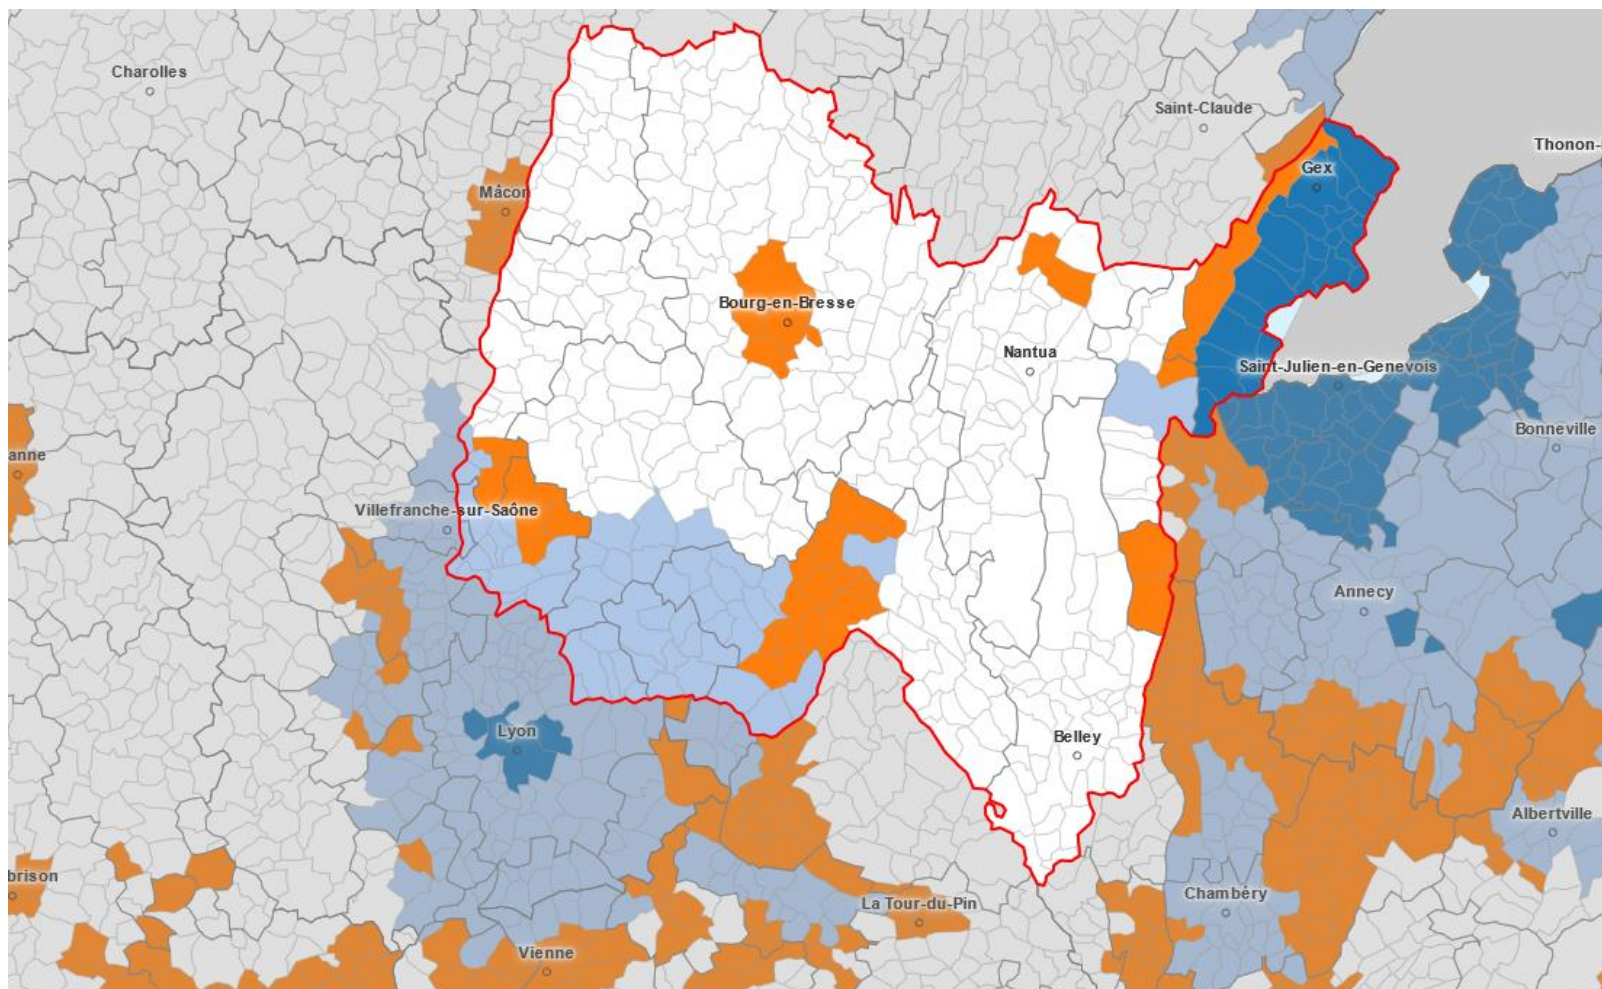 Charolles
Saint-Claude
Thonon-
Gex
Mâcon
Bourg-en-Bresse
Nantua
Saint-Julien-en-Genevois
Bonneville
anne
Villefranche-sur-Saône
Annecy
Lyon
Belley
Albertville
brison
Chambéry
La Tour-du-Pin
Vienne